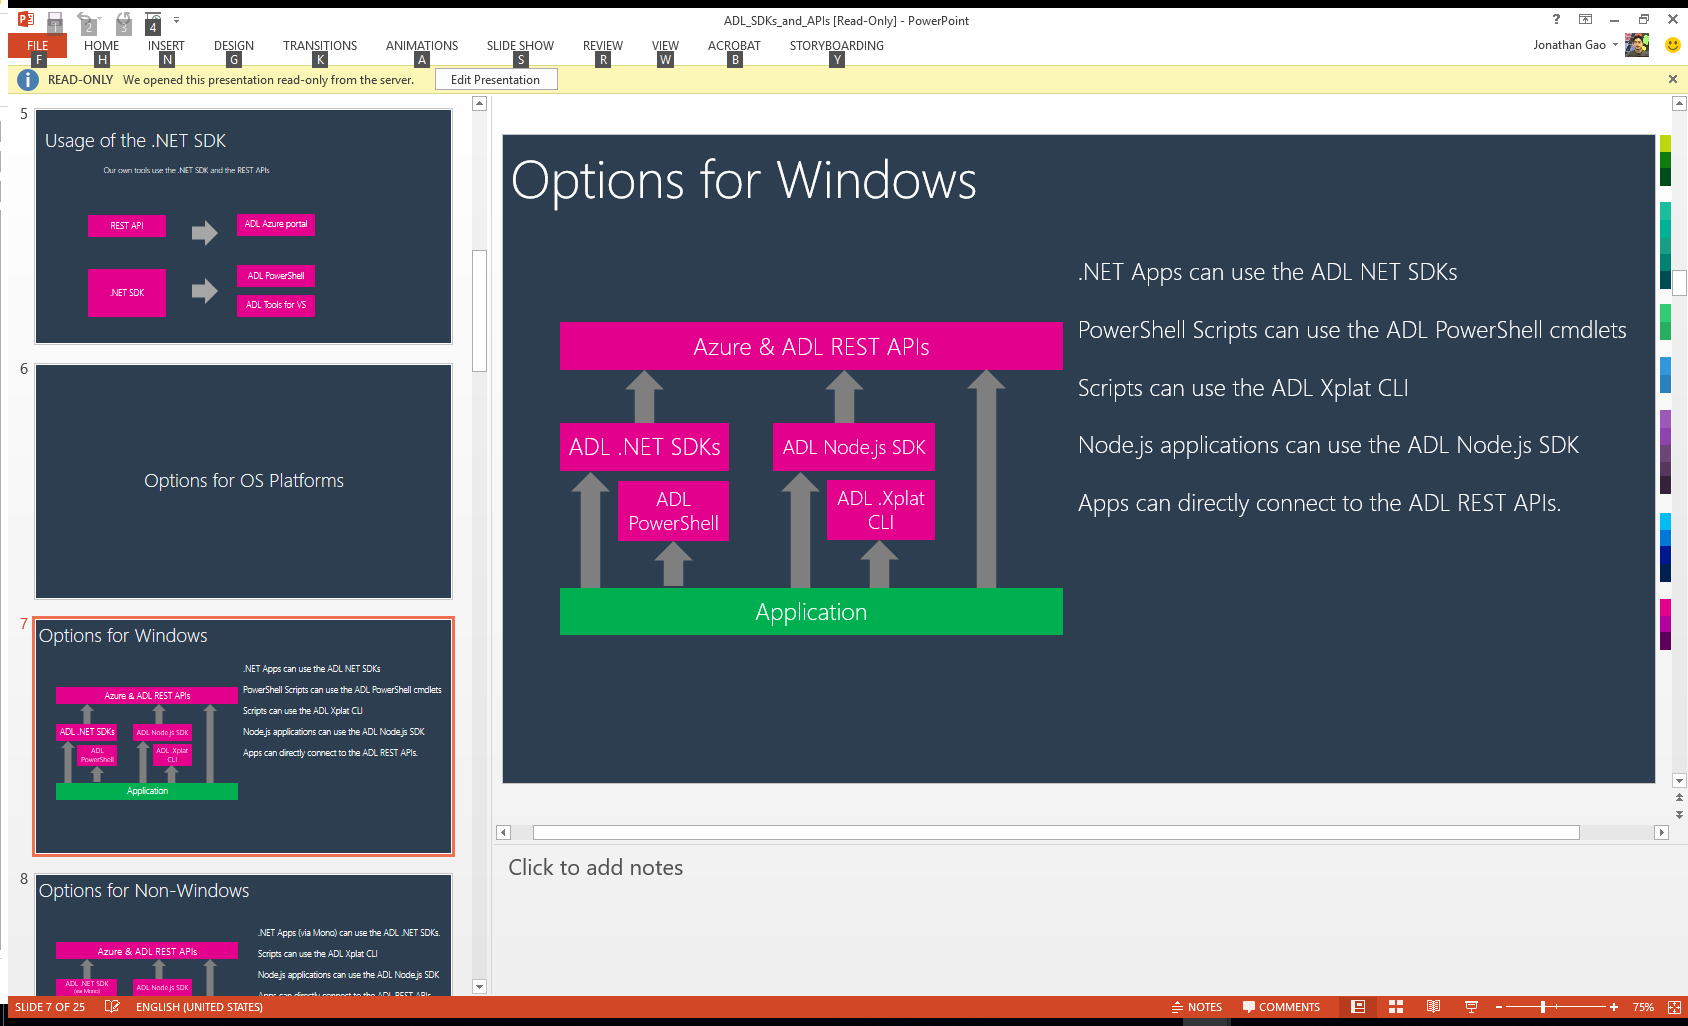 1
2
3
4
ADL_SDKs_and_APIs [Read-Only] - PowerPoint
?
FILE
HOME
INSERT
DESIGN
TRANSITIONS
ANIMATIONS
SLIDE SHOW
REVIEW
VIEW
ACROBAT
STORYBOARDING
Jonathan Gao
F
H
N
G
K
A
S
R
W
B
Y
READ-ONLY We opened this presentation read-only from the server.
Edit Presentation
5
Usage of the .NET SDK
Our own tools use the .NET SDK and the REST APIs
REST API
ADL Azure portal
.NET SDK
ADL PowerShell
ADL Tools for VS
6
Options for OS Platforms
7
Options for Windows
.NET Apps can use the ADL NET SDKs
PowerShell Scripts can use the ADL PowerShell cmdlets
Scripts can use the ADL Xplat CLI
Node.js applications can use the ADL Node.js SDK
Apps can directly connect to the ADL REST APIs.
Azure & ADL REST APIs
ADL .NET SDKs
ADL Node.js SDK
ADL
PowerShell
ADL .Xplat
CLI
Application
8
Options for Non-Windows
.NET Apps (via Mono) can use the ADL .NET SDKs.
Scripts can use the ADL Xplat CLI
Node.js applications can use the ADL Node.js SDK
Apps can directly connect to the ADL REST APIs.
Azure & ADL REST APIs
ADL .NET SDK
(via Mono)
ADL Node.js SDK
Options for Windows
.NET Apps can use the ADL NET SDKs
PowerShell Scripts can use the ADL PowerShell cmdlets
Scripts can use the ADL Xplat CLI
Node.js applications can use the ADL Node.js SDK
Apps can directly connect to the ADL REST APIs.
Azure & ADL REST APIs
ADL .NET SDKs
ADL Node.js SDK
ADL
PowerShell
ADL .Xplat
CLI
Application
Click to add notes
SLIDE 7 OF 25
ENGLISH (UNITED STATES)
NOTES
COMMENTS
75%